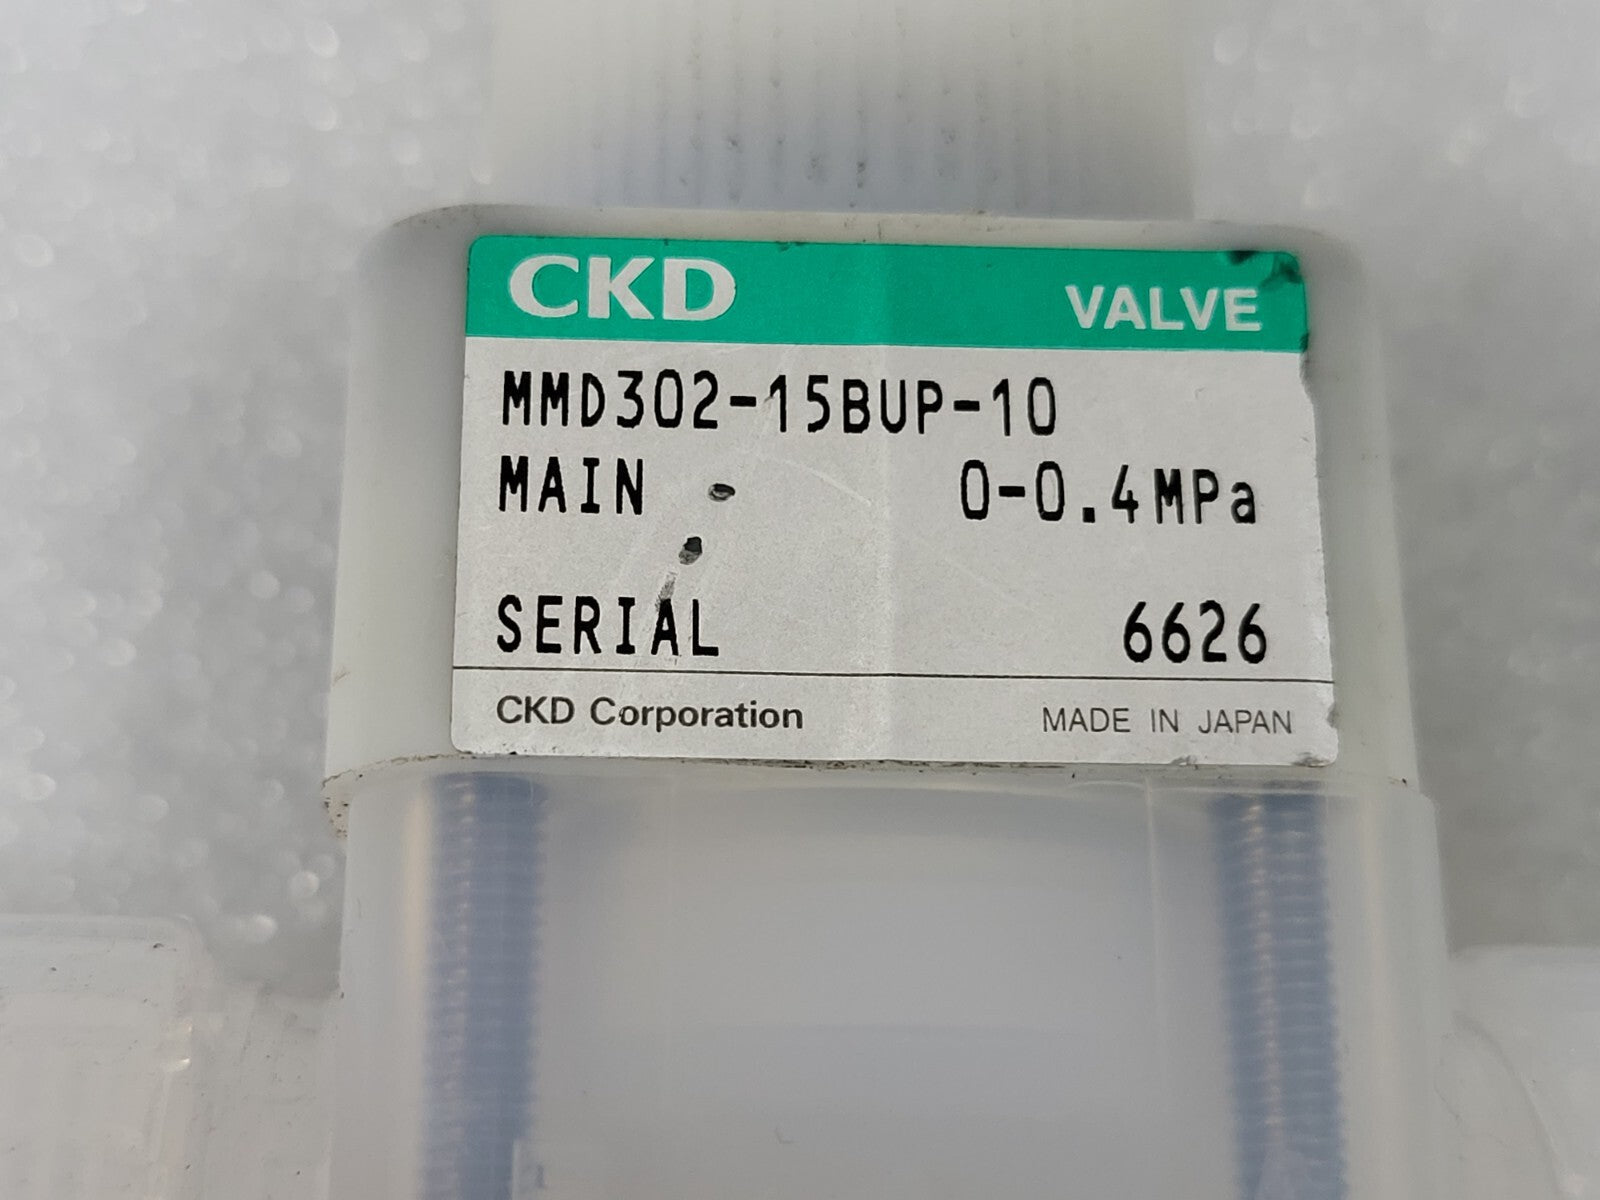 CKD VALVE
MMD302-15BUP-10
MAIN 0-0.4MPa
SERIAL 6626
CKD Corporation MADE IN JAPAN